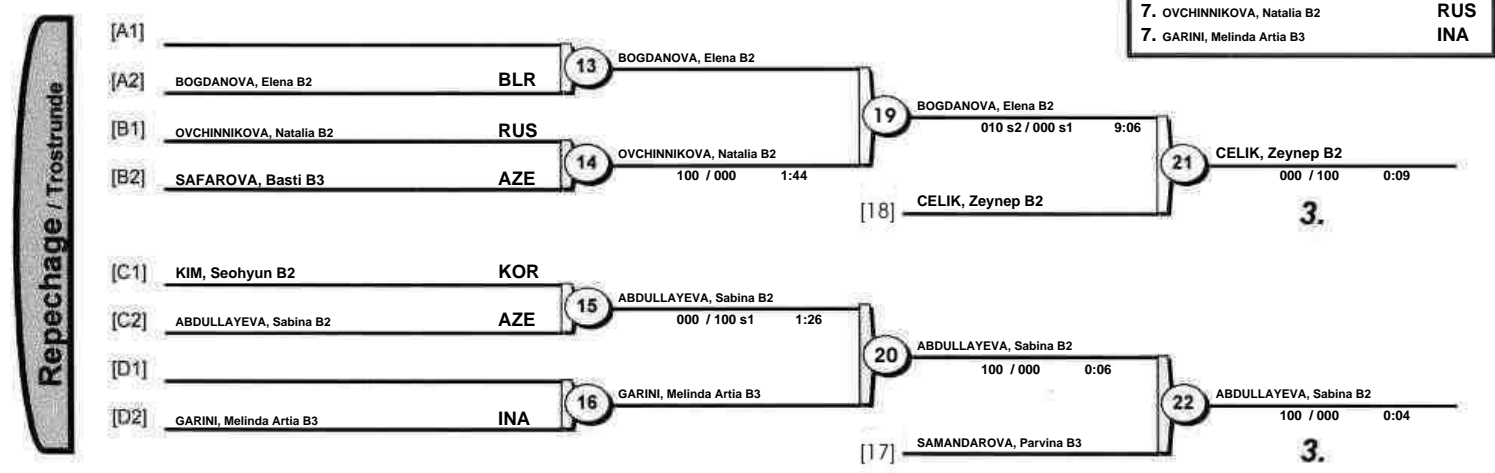 7. OVCHINNIKOVA, Natalia B2 RUS
7. GARINI, Melinda Artia B3 INA
Repechage / Trostrunde
[A1]
[A2] BOGDANOVA, Elena B2 BLR
13 BOGDANOVA, Elena B2
[B1] OVCHINNIKOVA, Natalia B2 RUS
[B2] SAFAROVA, Basti B3 AZE
14 OVCHINNIKOVA, Natalia B2
100 / 000 1:44
19 BOGDANOVA, Elena B2
010 s2 / 000 s1 9:06
[18] CELIK, Zeynep B2
21 CELIK, Zeynep B2
000 / 100 0:09
3.
[C1] KIM, Seohyun B2 KOR
[C2] ABDULLAYEVA, Sabina B2 AZE
15 ABDULLAYEVA, Sabina B2
000 / 100 s1 1:26
[D1]
[D2] GARINI, Melinda Artia B3 INA
16 GARINI, Melinda Artia B3
20 ABDULLAYEVA, Sabina B2
100 / 000 0:06
[17] SAMANDAROVA, Parvina B3
22 ABDULLAYEVA, Sabina B2
100 / 000 0:04
3.